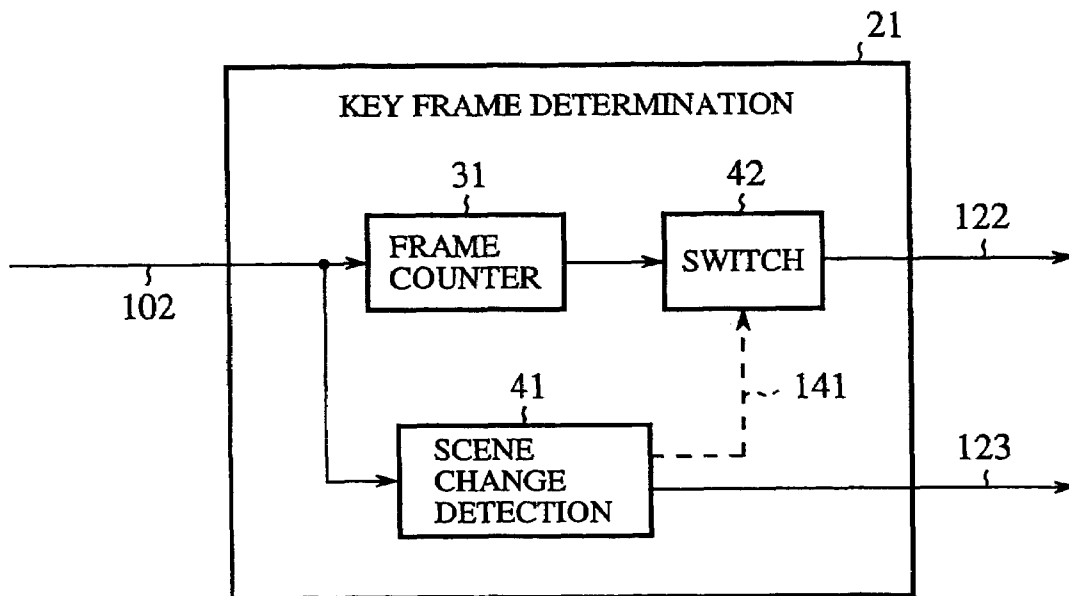 21
KEY FRAME DETERMINATION
31
42
122
FRAME
COUNTER
SWITCH
102
41
141
SCENE
CHANGE
DETECTION
123